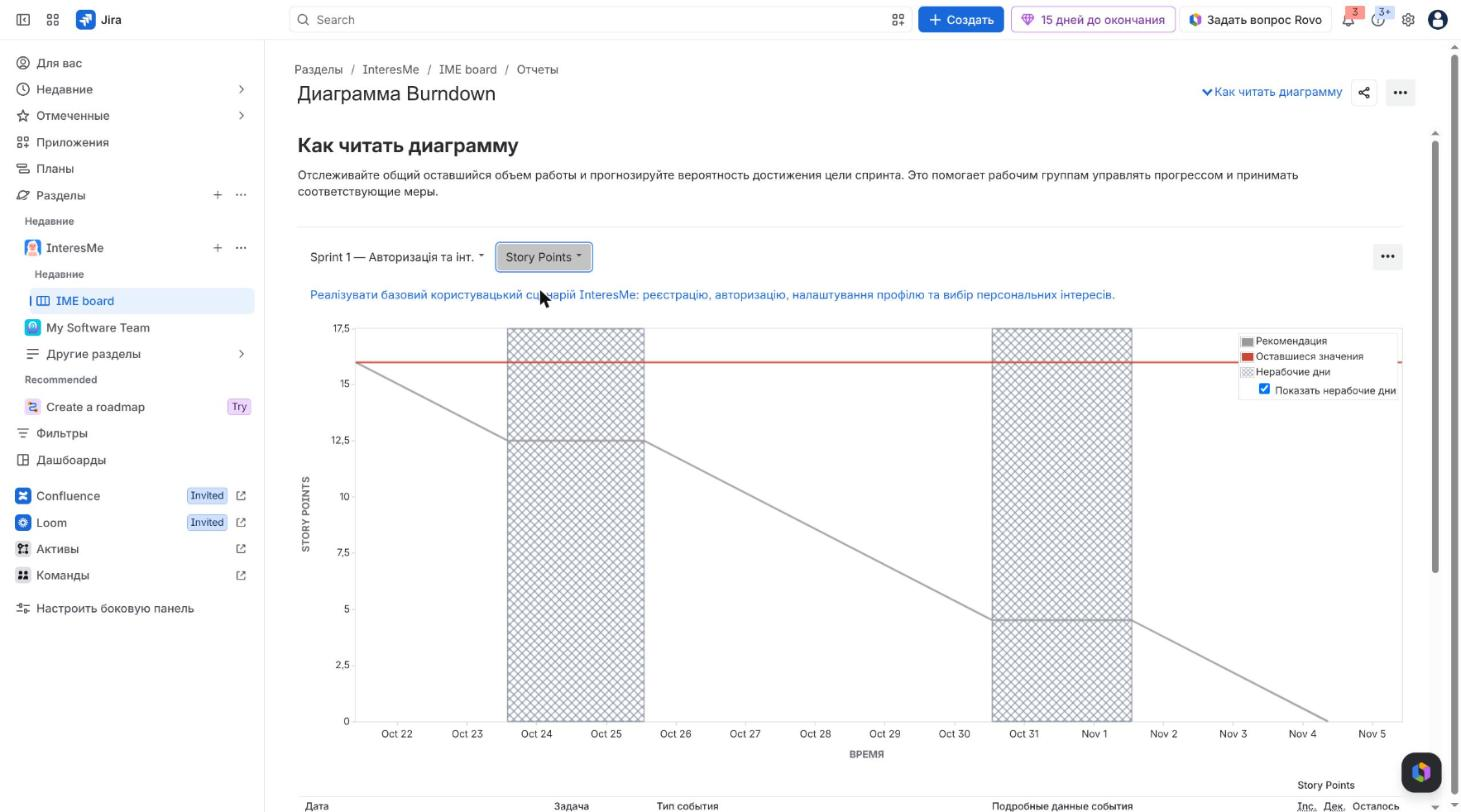 Jira
Search
Создать
15 дней до окончания
Задать вопрос Rovo
3
3+
Для вас
Недавние
Отмеченные
Приложения
Планы
Разделы
Недавние
InteresMe
Недавние
IME board
My Software Team
Другие разделы
Recommended
Create a roadmap Try
Фильтры
Дашбоарды
Confluence Invited
Loom Invited
Активы
Команды
Настроить боковую панель
Разделы / InteresMe / IME board / Отчеты
Диаграмма Burndown
Как читать диаграмму
Как читать диаграмму
Отслеживайте общий оставшийся объем работы и прогнозируйте вероятность достижения цели спринта. Это помогает рабочим группам управлять прогрессом и принимать
соответствующие меры.
Sprint 1 — Авторизація та інт.
Story Points
Реалізувати базовий користувацький сценарій InteresMe: реєстрацію, авторизацію, налаштування профілю та вибір персональних інтересів.
Рекомендация
Оставшиеся значения
Нерабочие дни
Показать нерабочие дни
17,5
15
12,5
10
7,5
5
2,5
0
STORY POINTS
Oct 22 Oct 23 Oct 24 Oct 25 Oct 26 Oct 27 Oct 28 Oct 29 Oct 30 Oct 31 Nov 1 Nov 2 Nov 3 Nov 4 Nov 5
ВРЕМЯ
Story Points
Дата Задача Тип события Подробные данные события Inc. Дек. Осталось